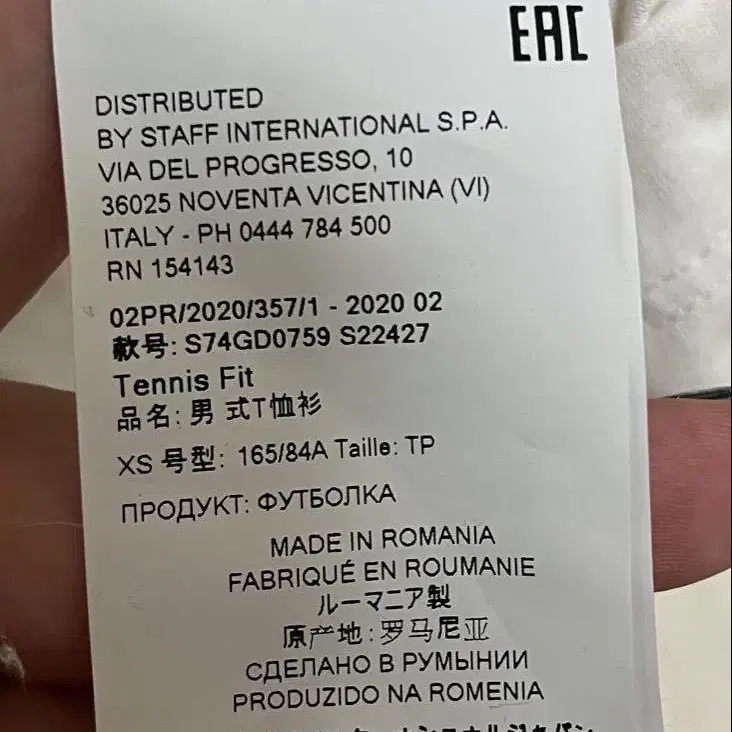 EAC
DISTRIBUTED
BY STAFF INTERNATIONAL S.P.A.
VIA DEL PROGRESSO, 10
36025 NOVENTA VICENTINA (VI)
ITALY - PH 0444 784 500
RN 154143
02PR/2020/357/1 - 2020 02
款号: S74GD0759 S22427
Tennis Fit
品名: 男 式T恤衫
XS 号型: 165/84A Taille: TP
ПРОДУКТ: ФУТБОЛКА
MADE IN ROMANIA
FABRIQUÉ EN ROUMANIE
ルーマニア製
原产地: 罗马尼亚
СДЕЛАНО В РУМЫНИИ
PRODUZIDO NA ROMENIA